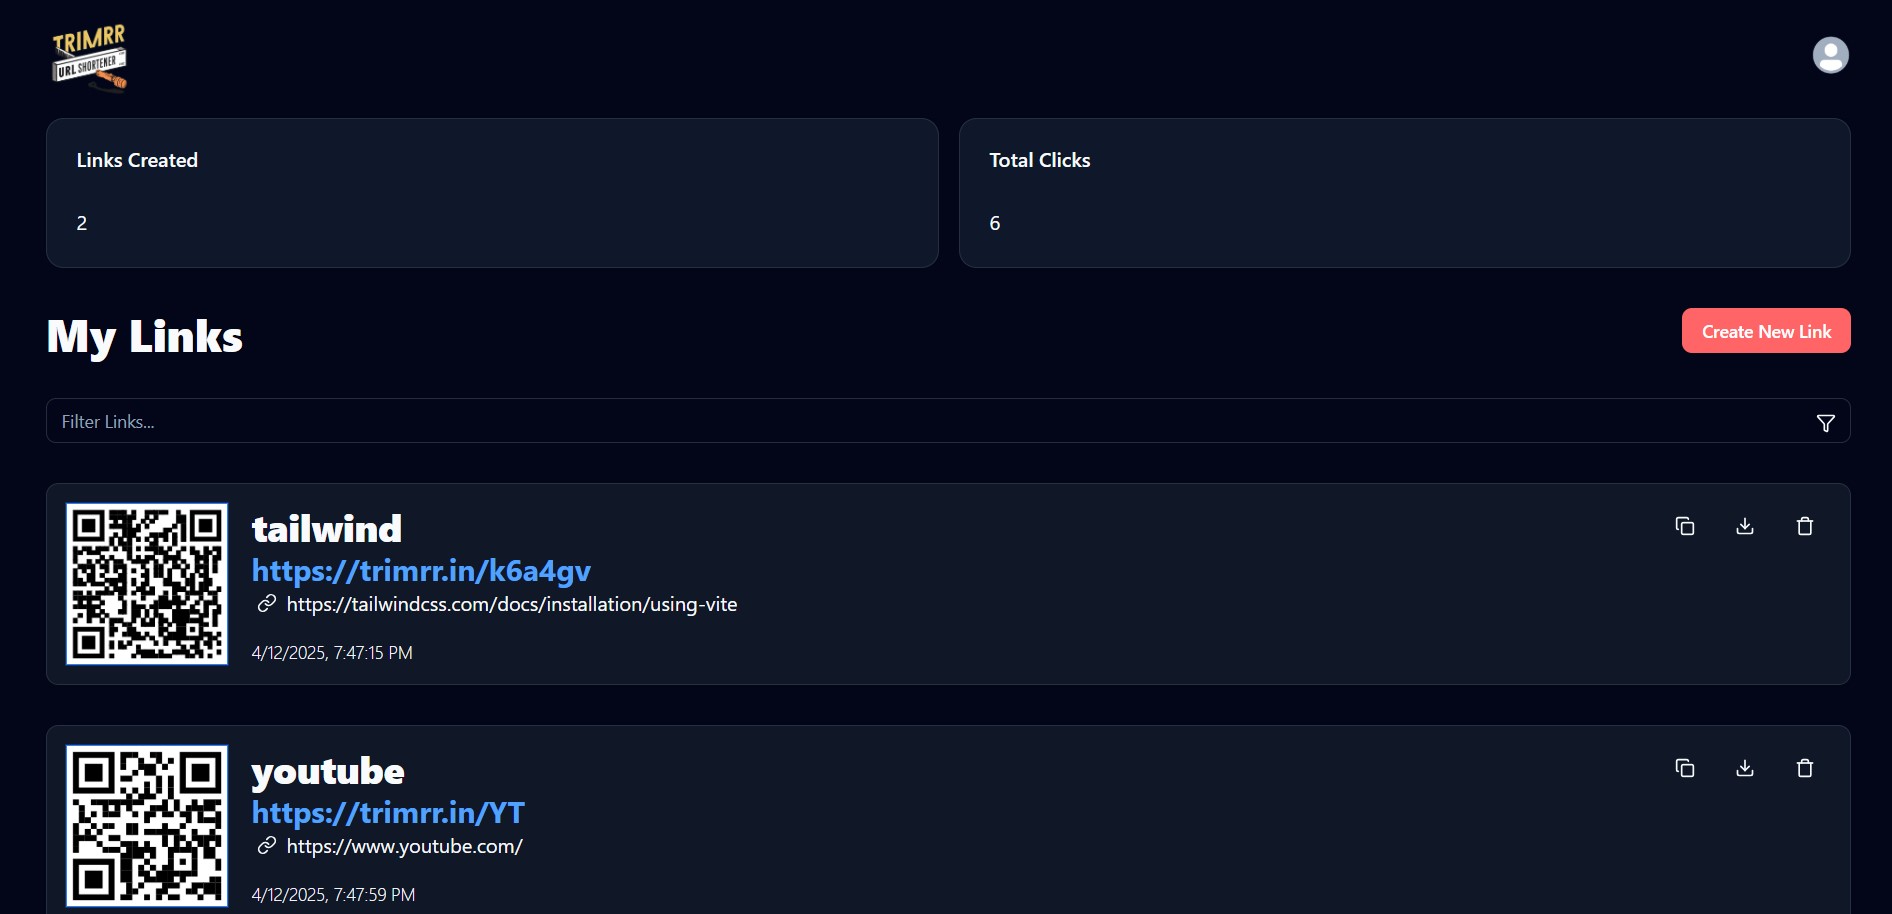 TRIMRR
URL SHORTENER
Links Created
2
Total Clicks
6
My Links
Create New Link
Filter Links...
tailwind
https://trimrr.in/k6a4gv
https://tailwindcss.com/docs/installation/using-vite
4/12/2025, 7:47:15 PM
youtube
https://trimrr.in/YT
https://www.youtube.com/
4/12/2025, 7:47:59 PM